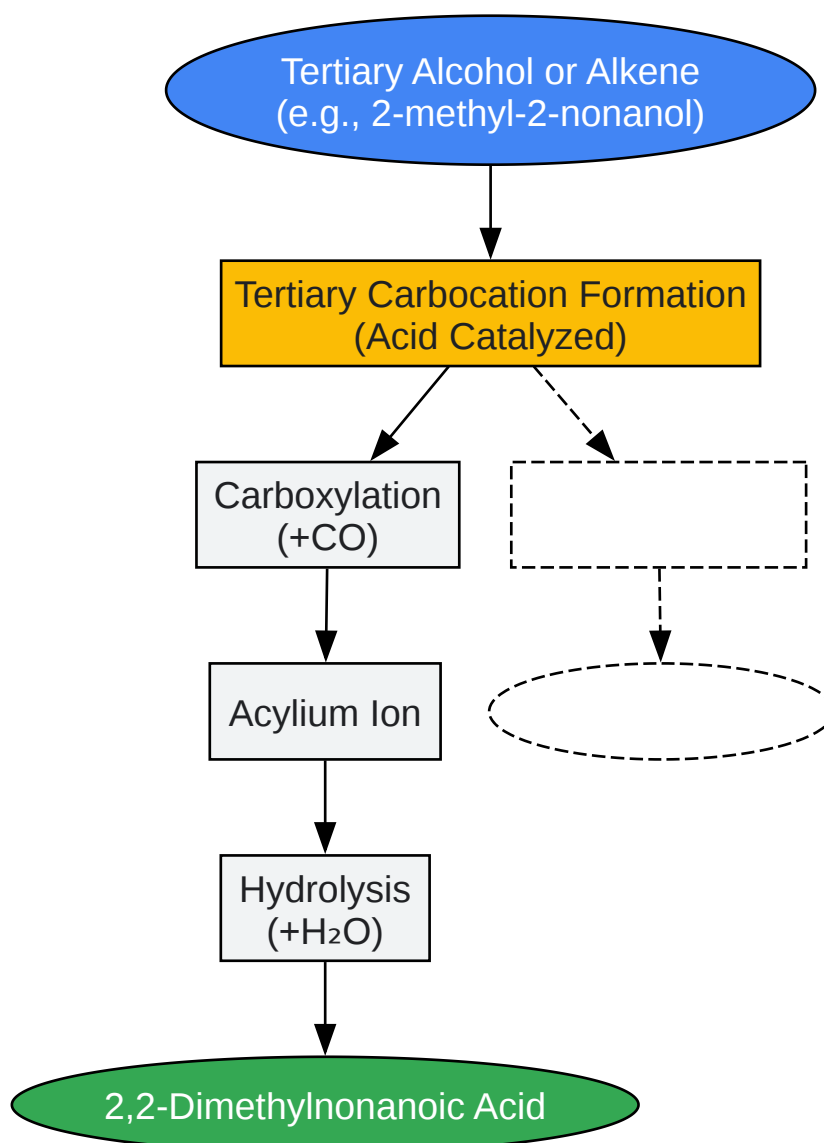 Tertiary Alcohol or Alkene
(e.g., 2-methyl-2-nonanol)
Tertiary Carbocation Formation
(Acid Catalyzed)
Carboxylation
(+CO)
Acylium Ion
Hydrolysis
(+H₂O)
2,2-Dimethylnonanoic Acid